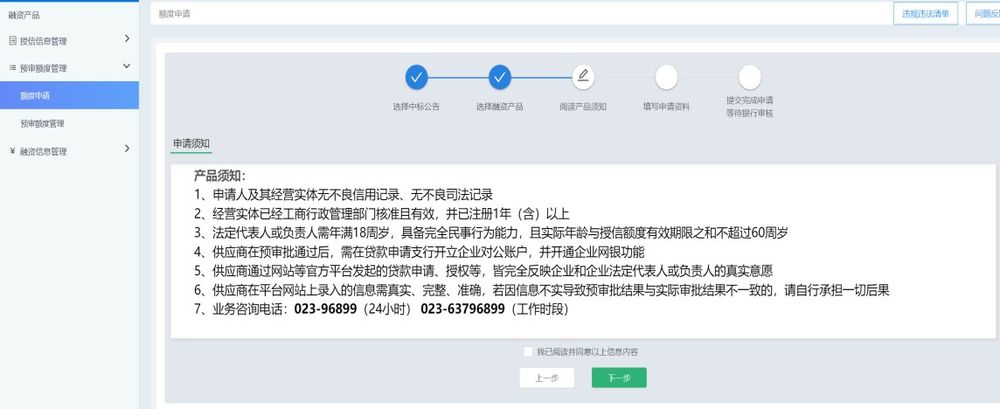 融资产品
授信信息管理
预审额度管理
额度申请
预审额度管理
¥ 融资信息管理
额度申请
违规违法清单
问题反
选择中标公告
选择融资产品
阅读产品须知
填写申请资料
提交完成申请
等待银行审核
申请须知
产品须知：
1、申请人及其经营实体无不良信用记录、无不良司法记录
2、经营实体已经工商行政管理部门核准且有效，并已注册1年（含）以上
3、法定代表人或负责人需年满18周岁，具备完全民事行为能力，且实际年龄与授信额度有效期限之和不超过60周岁
4、供应商在预审批通过后，需在贷款申请支行开立企业对公账户，并开通企业网银功能
5、供应商通过网站等官方平台发起的贷款申请、授权等，皆完全反映企业和企业法定代表人或负责人的真实意愿
6、供应商在平台网站上录入的信息需真实、完整、准确，若因信息不实导致预审批结果与实际审批结果不一致的，请自行承担一切后果
7、业务咨询电话：023-96899（24小时） 023-63796899（工作时段）
我已阅读并同意以上信息内容
上一步
下一步